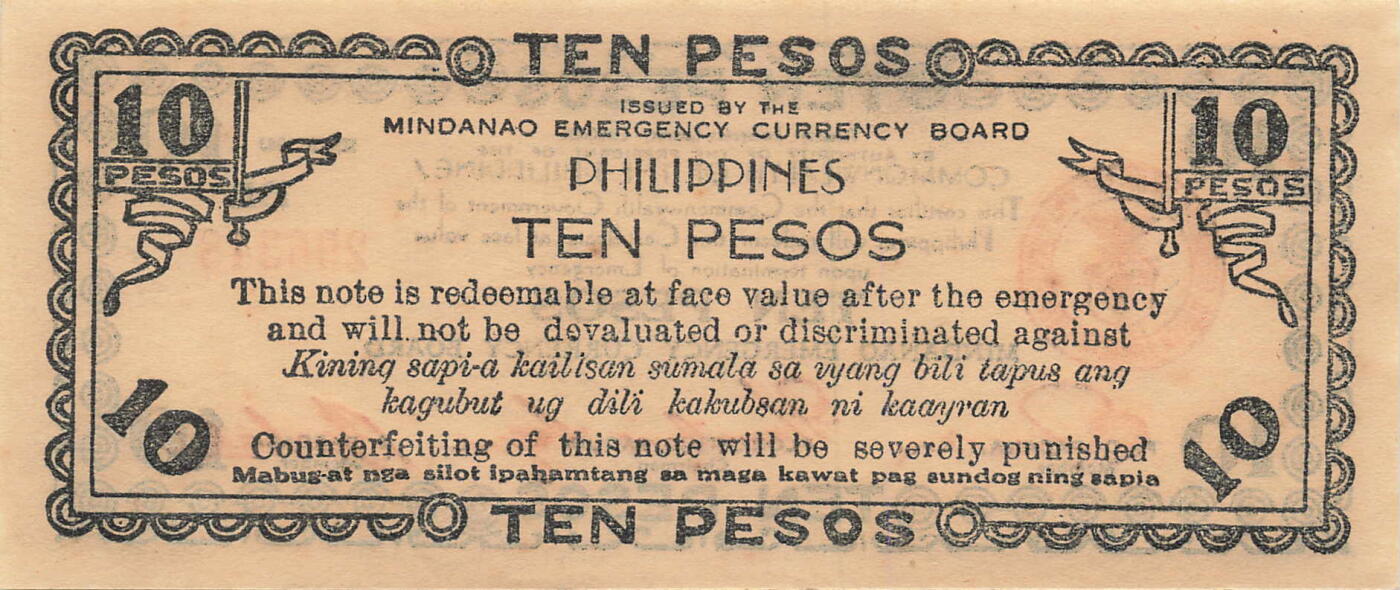 TEN PESOS
10
PESOS
10
PESOS
ISSUED BY THE
MINDANAO EMERGENCY CURRENCY BOARD
PHILIPPINES
TEN PESOS
This note is redeemable at face value after the emergency
and will not be devaluated or discriminated against
Kining sapi-a kailisan sumala sa iyang bili tapus ang
kagubut ug dili kakubsan ni kaayran
10
10
Counterfeiting of this note will be severely punished
Mabug-at nga silot ipahamtang sa maga kawat pag sundog ning sapia
TEN PESOS